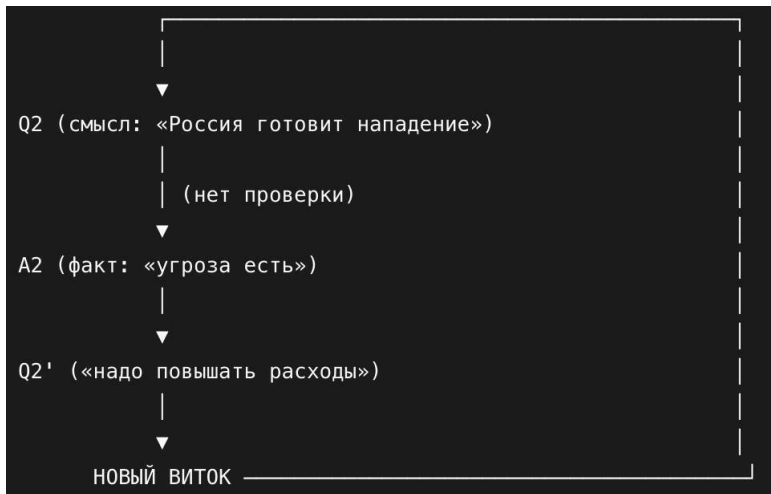 Q2 (смысл: «Россия готовит нападение»)
(нет проверки)
A2 (факт: «угроза есть»)
Q2' («надо повышать расходы»)
НОВЫЙ ВИТОК